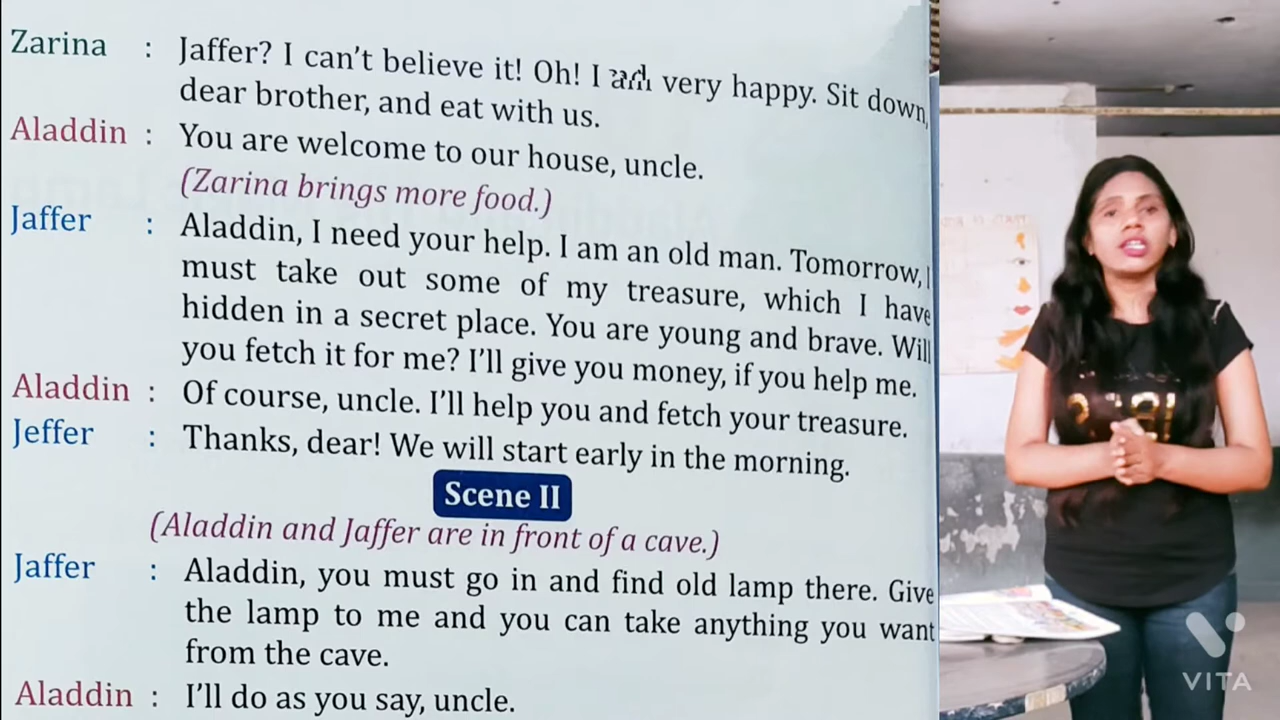 Zarina : Jaffer? I can't believe it! Oh! I am very happy. Sit down,
dear brother, and eat with us.
Aladdin : You are welcome to our house, uncle.
(Zarina brings more food.)
Jaffer : Aladdin, I need your help. I am an old man. Tomorrow, I
must take out some of my treasure, which I have
hidden in a secret place. You are young and brave. Will
you fetch it for me? I'll give you money, if you help me.
Aladdin : Of course, uncle. I'll help you and fetch your treasure.
Jeffer : Thanks, dear! We will start early in the morning.
Scene II
(Aladdin and Jaffer are in front of a cave.)
Jaffer : Aladdin, you must go in and find old lamp there. Give
the lamp to me and you can take anything you want
from the cave.
Aladdin : I'll do as you say, uncle.
VITA